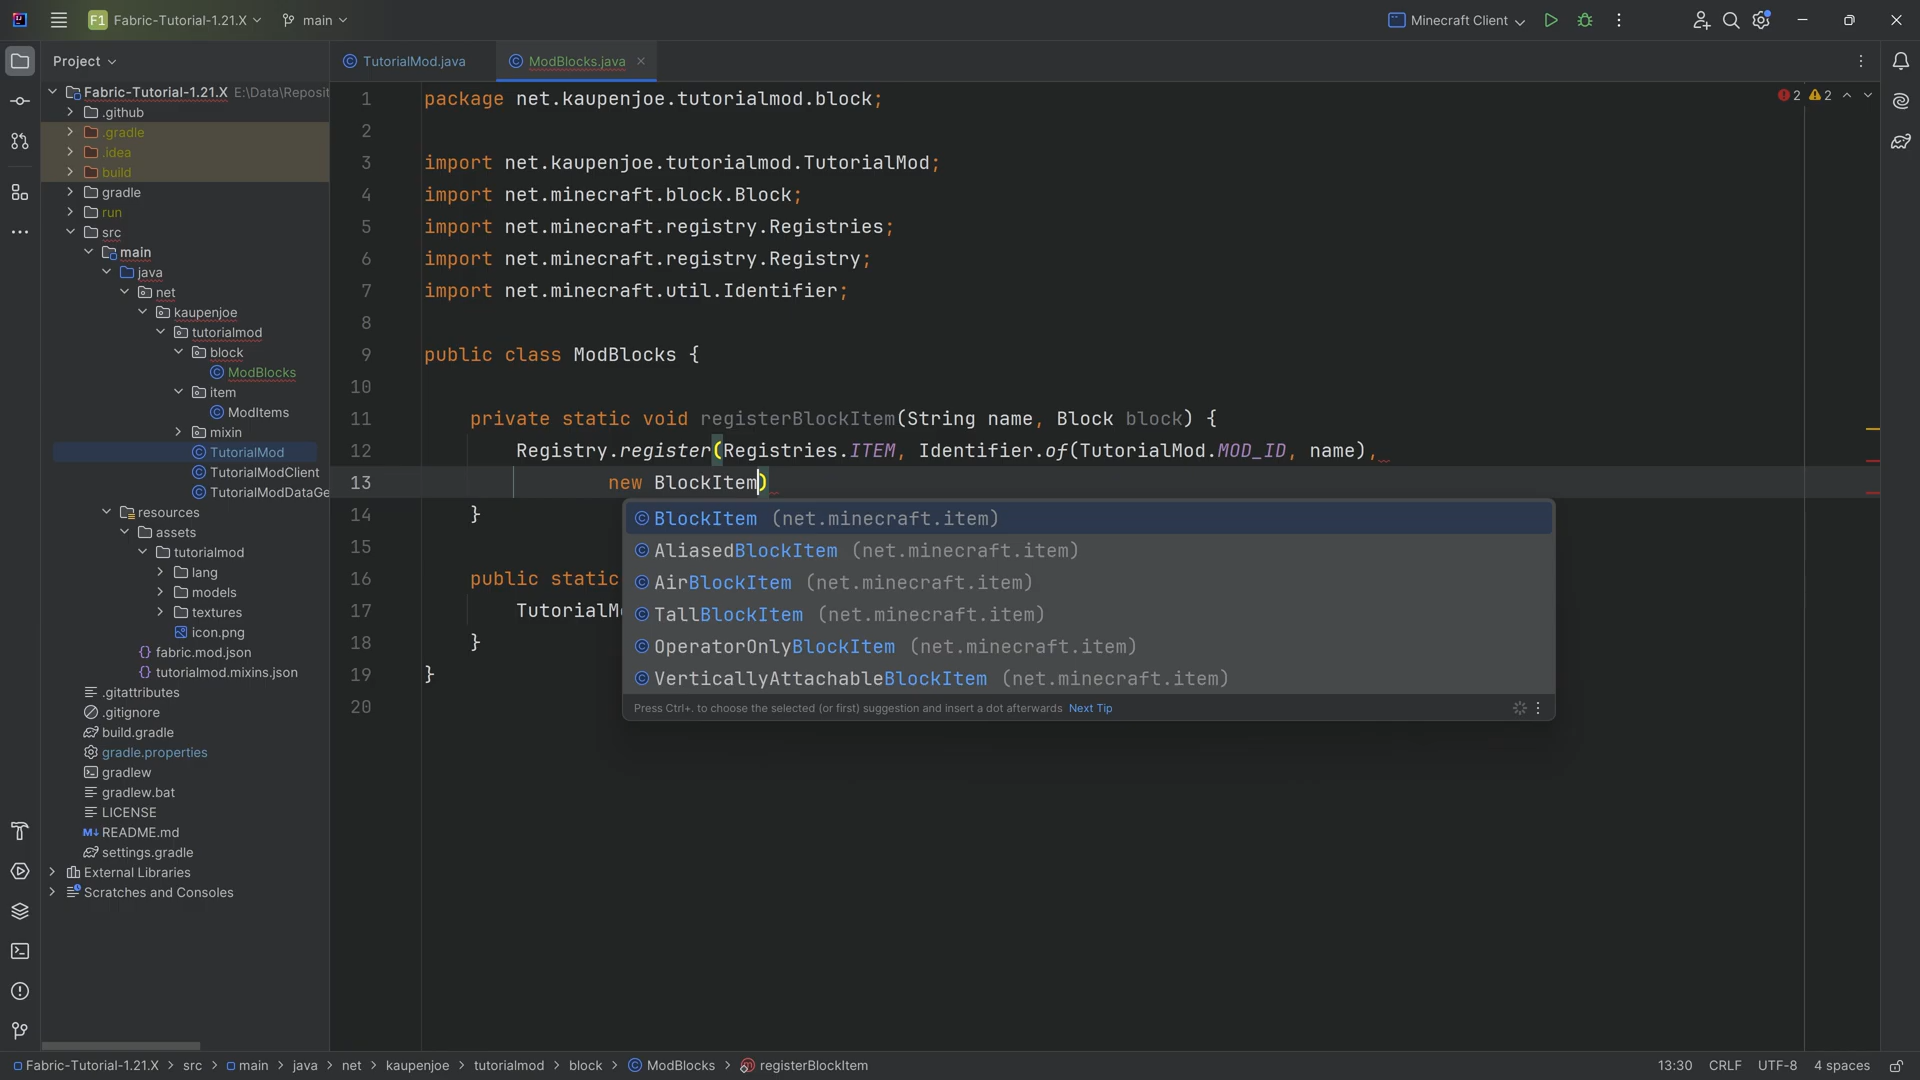 F1 Fabric-Tutorial-1.21.X main Minecraft Client
Project
TutorialMod.java
ModBlocks.java
Fabric-Tutorial-1.21.X E:\Data\Reposit
.github
.gradle
.idea
build
gradle
run
src
main
java
net
kaupenjoe
tutorialmod
block
ModBlocks
item
ModItems
mixin
TutorialMod
TutorialModClient
TutorialModDataGe
resources
assets
tutorialmod
lang
models
textures
icon.png
fabric.mod.json
tutorialmod.mixins.json
.gitattributes
.gitignore
build.gradle
gradle.properties
gradlew
gradlew.bat
LICENSE
M↓ README.md
settings.gradle
External Libraries
Scratches and Consoles
2 2
1 package net.kaupenjoe.tutorialmod.block;
2
3 import net.kaupenjoe.tutorialmod.TutorialMod;
4 import net.minecraft.block.Block;
5 import net.minecraft.registry.Registries;
6 import net.minecraft.registry.Registry;
7 import net.minecraft.util.Identifier;
8
9 public class ModBlocks {
10
11 private static void registerBlockItem(String name, Block block) {
12 Registry.register(Registries.ITEM, Identifier.of(TutorialMod.MOD_ID, name),
13 new BlockItem)
14 }
15
16 public static
17 TutorialM
18 }
19 }
20
BlockItem (net.minecraft.item)
AliasedBlockItem (net.minecraft.item)
AirBlockItem (net.minecraft.item)
TallBlockItem (net.minecraft.item)
OperatorOnlyBlockItem (net.minecraft.item)
VerticallyAttachableBlockItem (net.minecraft.item)
Press Ctrl+. to choose the selected (or first) suggestion and insert a dot afterwards Next Tip
Fabric-Tutorial-1.21.X > src > main > java > net > kaupenjoe > tutorialmod > block > ModBlocks > registerBlockItem
13:30 CRLF UTF-8 4 spaces